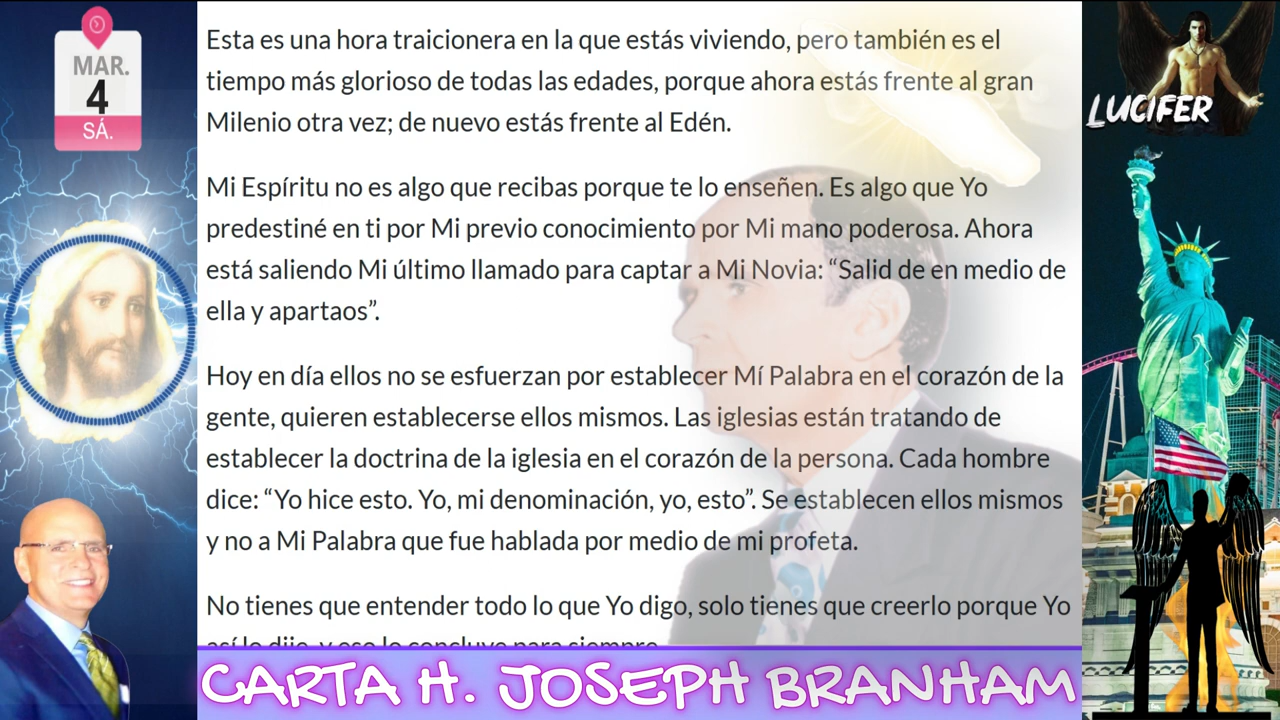 MAR.
4
SÁ.
Esta es una hora traicionera en la que estás viviendo, pero también es el
tiempo más glorioso de todas las edades, porque ahora estás frente al gran
Milenio otra vez; de nuevo estás frente al Edén.
Mi Espíritu no es algo que recibas porque te lo enseñen. Es algo que Yo
predestiné en ti por Mi previo conocimiento por Mi mano poderosa. Ahora
está saliendo Mi último llamado para captar a Mi Novia: “Salid de en medio de
ella y apartaos”.
Hoy en día ellos no se esfuerzan por establecer Mí Palabra en el corazón de la
gente, quieren establecerse ellos mismos. Las iglesias están tratando de
establecer la doctrina de la iglesia en el corazón de la persona. Cada hombre
dice: “Yo hice esto. Yo, mi denominación, yo, esto”. Se establecen ellos mismos
y no a Mi Palabra que fue hablada por medio de mi profeta.
No tienes que entender todo lo que Yo digo, solo tienes que creerlo porque Yo
así lo dije, y eso lo concluye para siempre.
CARTA H. JOSEPH BRANHAM
LUCIFER